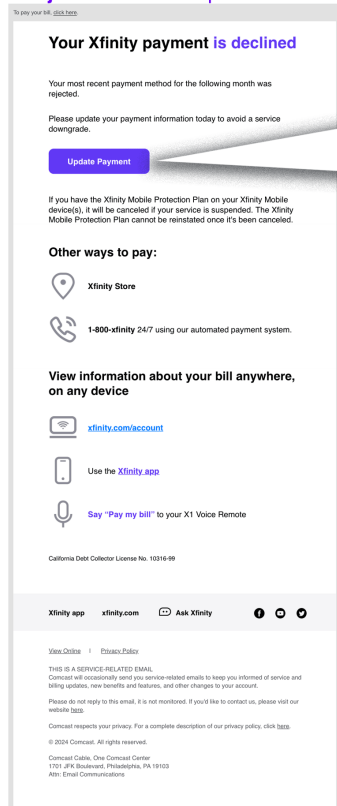 To pay your bill, click here.
Your Xfinity payment is declined
Your most recent payment method for the following month was
rejected.
Please update your payment information today to avoid a service
downgrade.
Update Payment
If you have the Xfinity Mobile Protection Plan on your Xfinity Mobile
device(s), it will be canceled if your service is suspended. The Xfinity
Mobile Protection Plan cannot be reinstated once it's been canceled.
Other ways to pay:
Xfinity Store
1-800-xfinity 24/7 using our automated payment system.
View information about your bill anywhere,
on any device
xfinity.com/account
Use the Xfinity app
Say “Pay my bill” to your X1 Voice Remote
California Debt Collector License No. 10316-99
Xfinity app xfinity.com Ask Xfinity
View Online | Privacy Policy
THIS IS A SERVICE-RELATED EMAIL
Comcast will occasionally send you service-related emails to keep you informed of service and
billing updates, new benefits and features, and other changes to your account.
Please do not reply to this email, it is not monitored. If you'd like to contact us, please visit our
website here.
Comcast respects your privacy. For a complete description of our privacy policy, click here.
© 2024 Comcast. All rights reserved.
Comcast Cable, One Comcast Center
1701 JFK Boulevard, Philadelphia, PA 19103
Attn: Email Communications